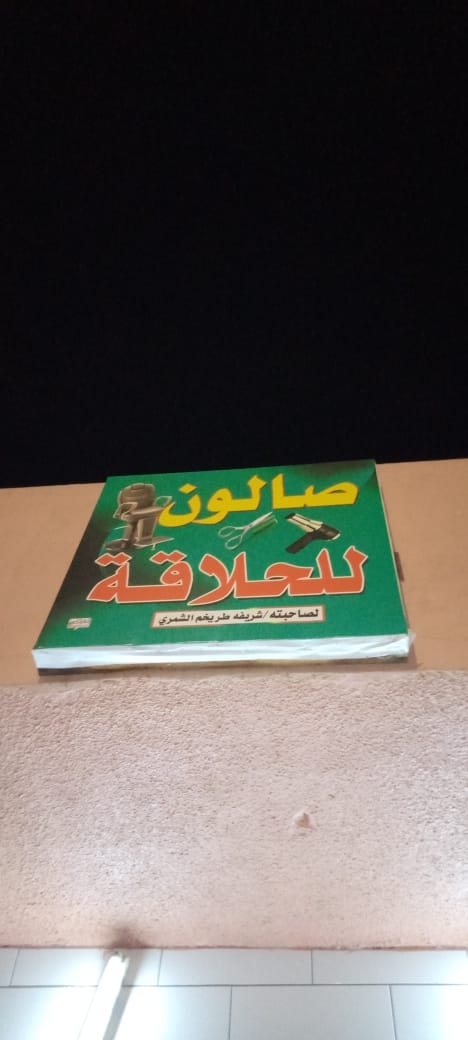 صالون
للحلاقة
لصاحبته/شريفه طريخم الشمري